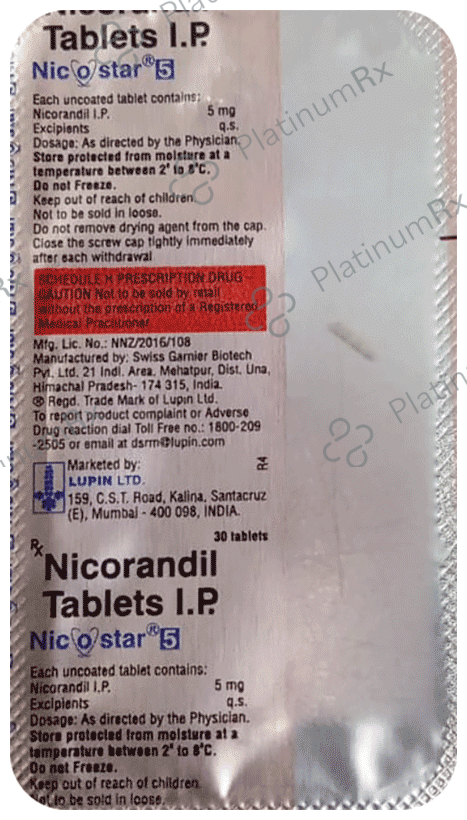 Nicorandil
Tablets I.P.
Nicostar®5
Each uncoated tablet contains:
Nicorandil I.P. 5 mg
Excipients q.s.
Dosage: As directed by the Physician.
Store protected from moisture at a
temperature between 2° to 8°C.
Do not Freeze.
Keep out of reach of children.
Not to be sold in loose.
Do not remove drying agent from the cap.
Close the screw cap tightly immediately
after each withdrawal
SCHEDULE H PRESCRIPTION DRUG -
CAUTION Not to be sold by retail
without the prescription of a Registered
Medical Practitioner
Mfg. Lic. No.: NNZ/2016/108
Manufactured by: Swiss Garnier Biotech
Pvt. Ltd. 21 Indl. Area, Mehatpur, Dist. Una,
Himachal Pradesh- 174 315, India.
® Regd. Trade Mark of Lupin Ltd.
To report product complaint or Adverse
Drug reaction dial Toll Free no.: 1800-209
-2505 or email at dsrm@lupin.com
Marketed by:
LUPIN LTD.
159, C.S.T. Road, Kalina, Santacruz
(E), Mumbai - 400 098, INDIA.
R4
30 tablets
Rx
Nicorandil
Tablets I.P.
Nicostar®5
Each uncoated tablet contains:
Nicorandil I.P. 5 mg
Excipients q.s.
Dosage: As directed by the Physician.
Store protected from moisture at a
temperature between 2° to 8°C.
Do not Freeze.
Keep out of reach of children
Not to be sold in loose.
PlatinumRx
PlatinumRx
PlatinumRx